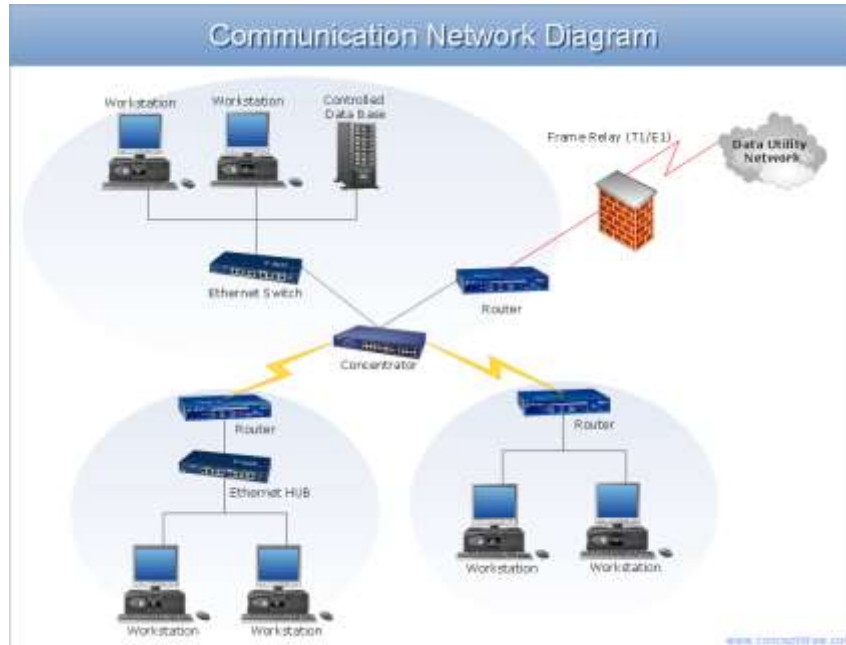 Communication Network Diagram
Workstation
Workstation
Controlled
Data Base
Frame Relay (T1/E1)
Data Utility
Network
Ethernet Switch
Router
Concentrator
Router
Router
Ethernet HUB
Workstation
Workstation
Workstation
Workstation